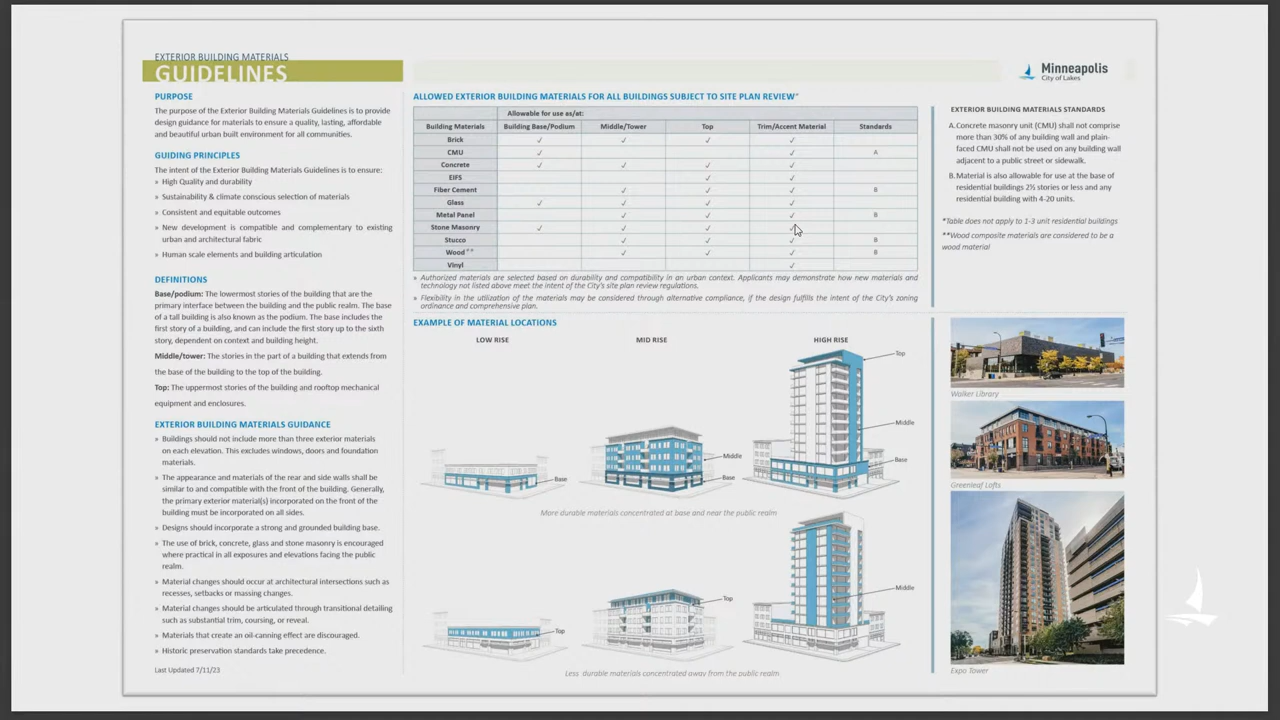 EXTERIOR BUILDING MATERIALS
GUIDELINES
Minneapolis
City of Lakes
PURPOSE
The purpose of the Exterior Building Materials Guidelines is to provide
design guidance for materials to ensure a quality, lasting, affordable
and beautiful urban built environment for all communities.
GUIDING PRINCIPLES
The intent of the Exterior Building Materials Guidelines is to ensure:
» High Quality and durability
» Sustainability & climate conscious selection of materials
» Consistent and equitable outcomes
» New development is compatible and complementary to existing
urban and architectural fabric
» Human scale elements and building articulation
DEFINITIONS
Base/podium: The lowermost stories of the building that are the
primary interface between the building and the public realm. The base
of a tall building is also known as the podium. The base includes the
first story of a building, and can include the first story up to the sixth
story, dependent on context and building height.
Middle/tower: The stories in the part of a building that extends from
the base of the building to the top of the building.
Top: The uppermost stories of the building and rooftop mechanical
equipment and enclosures.
EXTERIOR BUILDING MATERIALS GUIDANCE
» Buildings should not include more than three exterior materials
on each elevation. This excludes windows, doors and foundation
materials.
» The appearance and materials of the rear and side walls shall be
similar to and compatible with the front of the building. Generally,
the primary exterior material(s) incorporated on the front of the
building must be incorporated on all sides.
» Designs should incorporate a strong and grounded building base.
» The use of brick, concrete, glass and stone masonry is encouraged
where practical in all exposures and elevations facing the public
realm.
» Material changes should occur at architectural intersections such as
recesses, setbacks or massing changes.
» Material changes should be articulated through transitional detailing
such as substantial trim, coursing, or reveal.
» Materials that create an oil-canning effect are discouraged.
» Historic preservation standards take precedence.
Last Updated 7/11/23
ALLOWED EXTERIOR BUILDING MATERIALS FOR ALL BUILDINGS SUBJECT TO SITE PLAN REVIEW*
Allowable for use as/at:
Building Materials Building Base/Podium Middle/Tower Top Trim/Accent Material Standards
Brick ✓ ✓ ✓ ✓
CMU ✓ ✓ A
Concrete ✓ ✓ ✓ ✓
EIFS ✓ ✓
Fiber Cement ✓ ✓ ✓ B
Glass ✓ ✓ ✓ ✓
Metal Panel ✓ ✓ ✓ B
Stone Masonry ✓ ✓ ✓ ✓
Stucco ✓ ✓ ✓ B
Wood** ✓ ✓ ✓ B
Vinyl ✓
» Authorized materials are selected based on durability and compatibility in an urban context. Applicants may demonstrate how new materials and
technology not listed above meet the intent of the City's site plan review regulations.
» Flexibility in the utilization of the materials may be considered through alternative compliance, if the design fulfills the intent of the City's zoning
ordinance and comprehensive plan.
EXAMPLE OF MATERIAL LOCATIONS
LOW RISE MID RISE HIGH RISE
Top
Middle
Middle
Base
Base
Base
More durable materials concentrated at base and near the public realm
Middle
Top
Top
Less durable materials concentrated away from the public realm.
EXTERIOR BUILDING MATERIALS STANDARDS
A. Concrete masonry unit (CMU) shall not comprise
more than 30% of any building wall and plain-
faced CMU shall not be used on any building wall
adjacent to a public street or sidewalk.
B. Material is also allowable for use at the base of
residential buildings 2½ stories or less and any
residential building with 4-20 units.
*Table does not apply to 1-3 unit residential buildings
**Wood composite materials are considered to be a
wood material
Walker Library
Greenleaf Lofts
Expo Tower